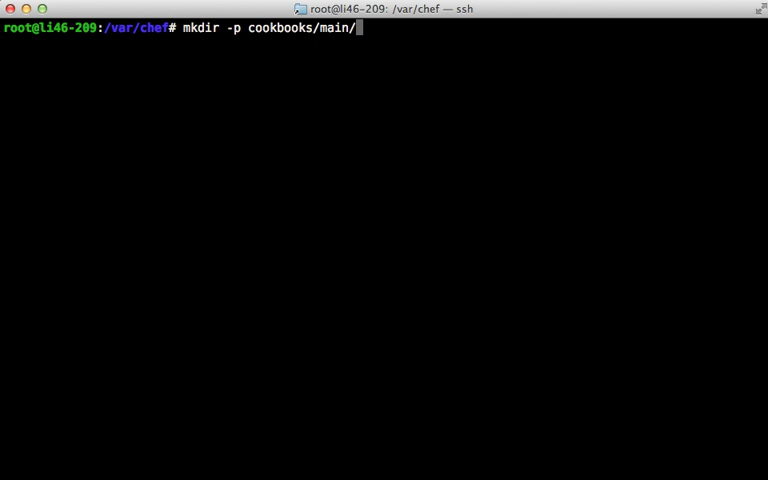 root@li46-209: /var/chef — ssh
root@li46-209:/var/chef# mkdir -p cookbooks/main/